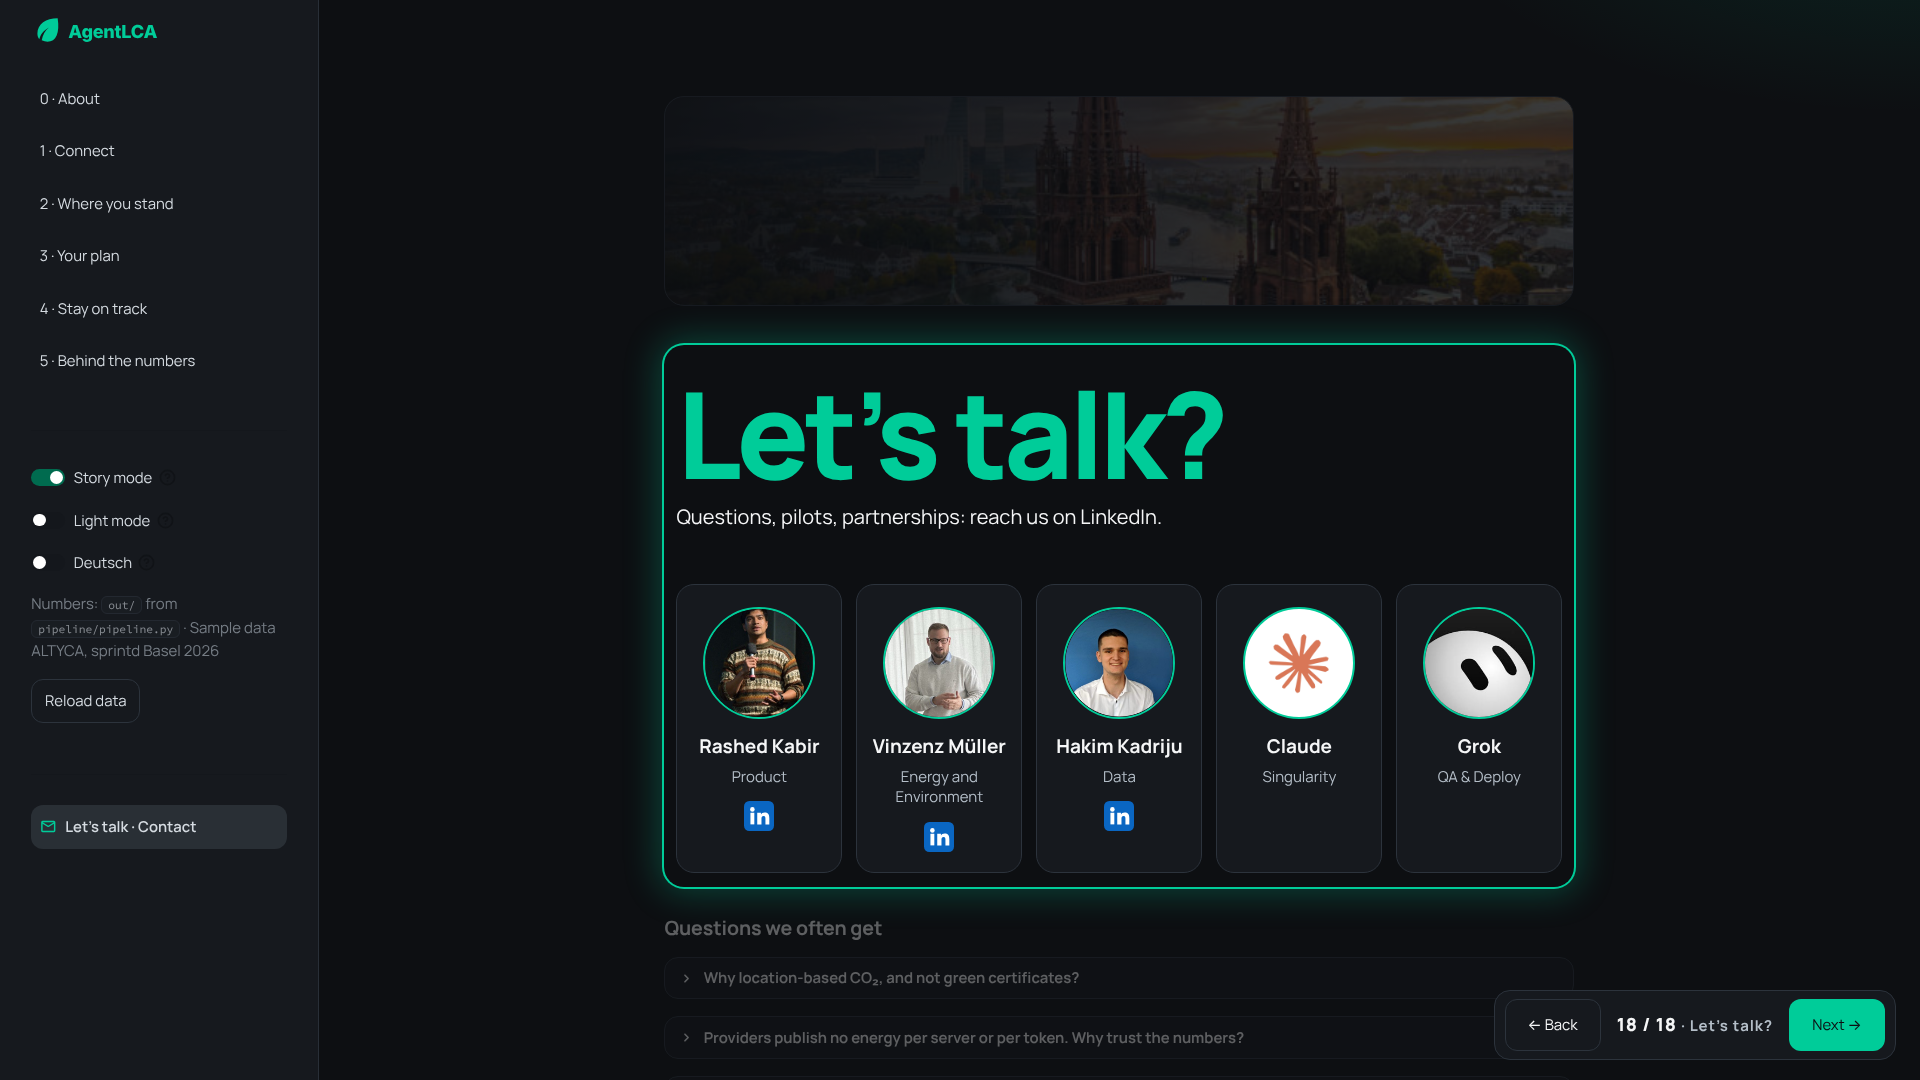 AgentLCA
0 · About
1 · Connect
2 · Where you stand
3 · Your plan
4 · Stay on track
5 · Behind the numbers
Story mode
Light mode
Deutsch
Numbers: out/ from
pipeline/pipeline.py · Sample data
ALTYCA, sprintd Basel 2026
Reload data
Let's talk · Contact
Let’s talk?
Questions, pilots, partnerships: reach us on LinkedIn.
Rashed Kabir
Product
in
Vinzenz Müller
Energy and
Environment
in
Hakim Kadriju
Data
in
Claude
Singularity
Grok
QA & Deploy
Questions we often get
Why location-based CO₂, and not green certificates?
Providers publish no energy per server or per token. Why trust the numbers?
← Back
18 / 18 · Let's talk?
Next →